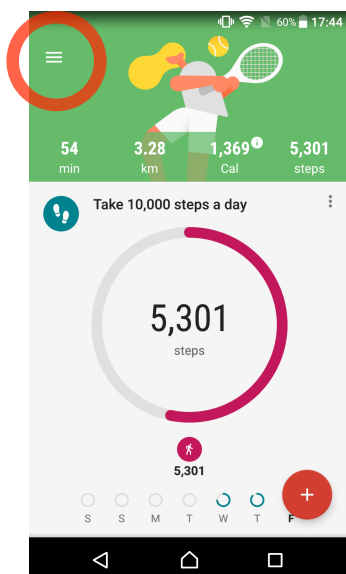 60% 17:44
54 3.28 1,369 5,301
min km Cal steps
Take 10,000 steps a day
5,301
steps
5,301
S S M T W T F